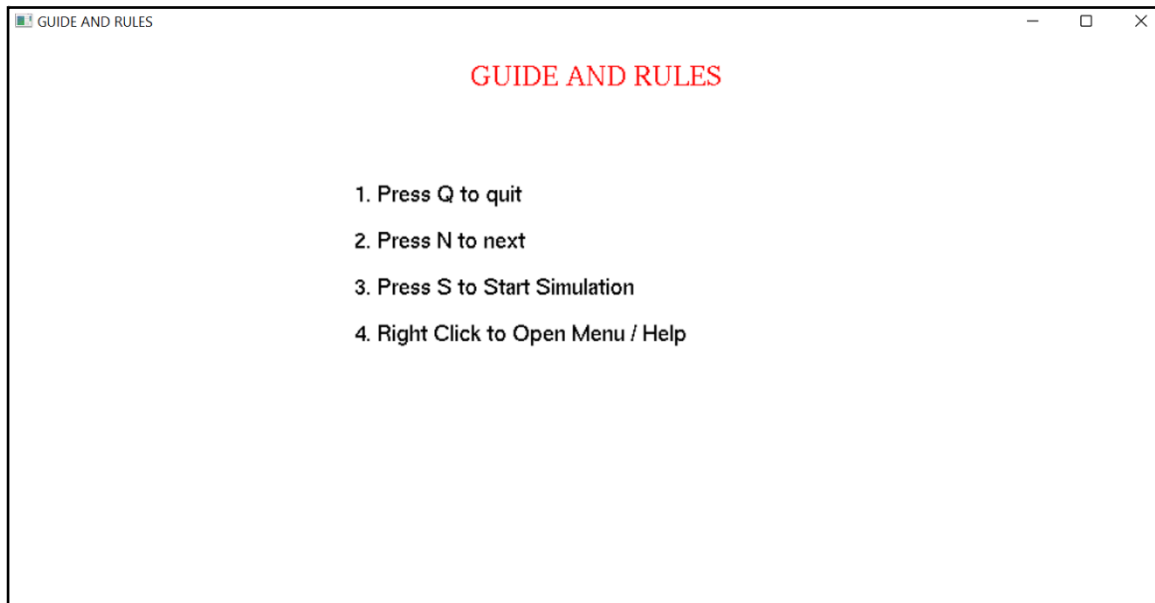 GUIDE AND RULES
GUIDE AND RULES
1. Press Q to quit
2. Press N to next
3. Press S to Start Simulation
4. Right Click to Open Menu / Help